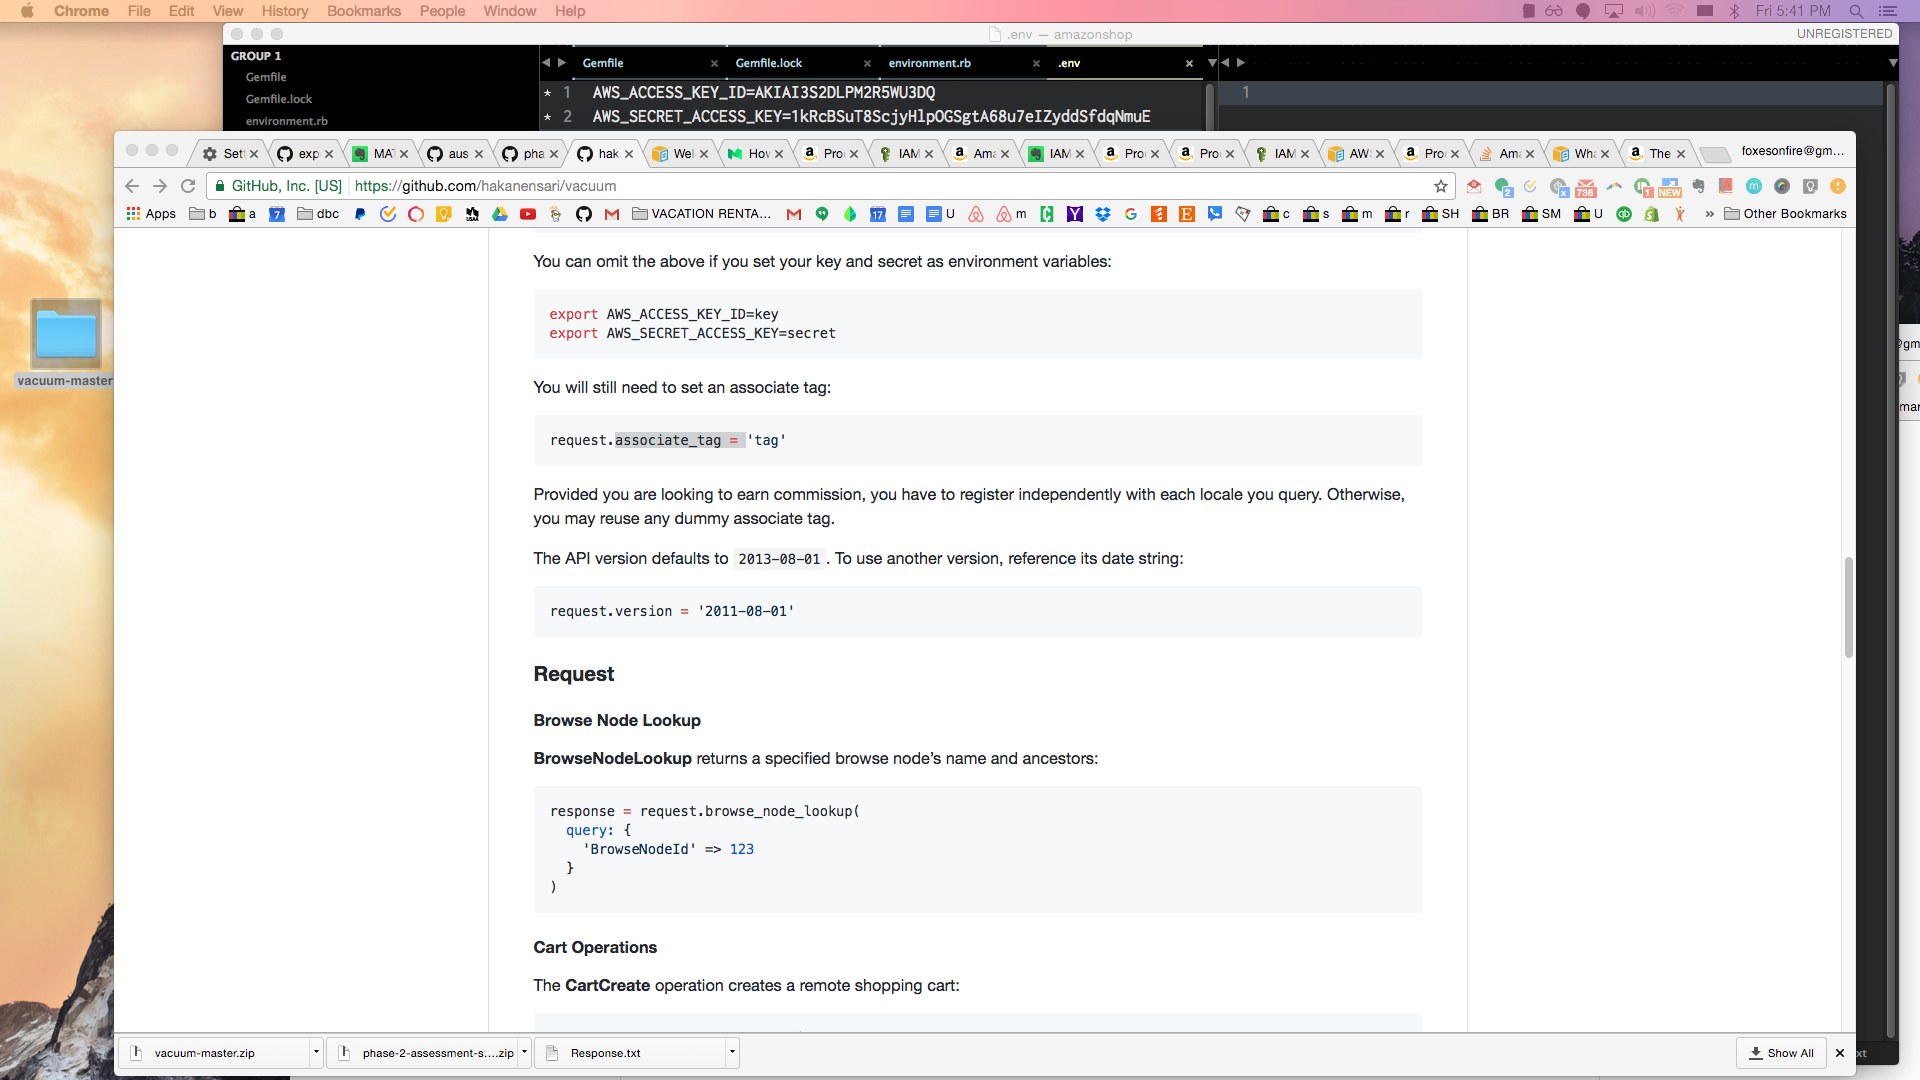 Chrome File Edit View History Bookmarks People Window Help Fri 5:41 PM
.env — amazonshop UNREGISTERED
GROUP 1
Gemfile
Gemfile.lock
environment.rb
Gemfile Gemfile.lock environment.rb .env
1 AWS_ACCESS_KEY_ID=AKIAI3S2DLPM2R5WU3DQ
2 AWS_SECRET_ACCESS_KEY=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
1
Set exp MAT aus pha hak Wei How Pro IAM Ama IAM Pro Pro IAM AW Pro Am Wha The foxesonfire@gm...
GitHub, Inc. [US] https://github.com/hakanensari/vacuum
Apps b a dbc VACATION RENTA... U m c s m r SH BR SM U » Other Bookmarks
You can omit the above if you set your key and secret as environment variables:
export AWS_ACCESS_KEY_ID=key
export AWS_SECRET_ACCESS_KEY=secret
You will still need to set an associate tag:
request.associate_tag = 'tag'
Provided you are looking to earn commission, you have to register independently with each locale you query. Otherwise,
you may reuse any dummy associate tag.
The API version defaults to 2013-08-01 . To use another version, reference its date string:
request.version = '2011-08-01'
Request
Browse Node Lookup
BrowseNodeLookup returns a specified browse node’s name and ancestors:
response = request.browse_node_lookup(
query: {
'BrowseNodeId' => 123
}
)
Cart Operations
The CartCreate operation creates a remote shopping cart:
vacuum-master
vacuum-master.zip phase-2-assessment-s....zip Response.txt Show All